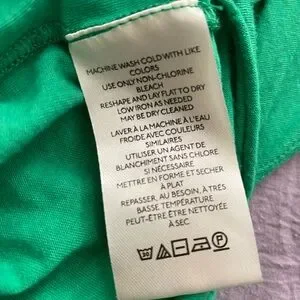 MACHINE WASH COLD WITH LIKE
COLORS
USE ONLY NON-CHLORINE
BLEACH
RESHAPE AND LAY FLAT TO DRY
LOW IRON AS NEEDED
MAY BE DRY CLEANED
LAVER À LA MACHINE À L'EAU
FROIDE AVEC COULEURS
SIMILAIRES
UTILISER UN AGENT DE
BLANCHIMENT SANS CHLORE
SI NÉCESSAIRE
METTRE EN FORME ET SÉCHER
À PLAT
REPASSER, AU BESOIN, À TRÈS
BASSE TEMPÉRATURE
PEUT-ÊTRE ÊTRE NETTOYÉE
À SEC
30 P